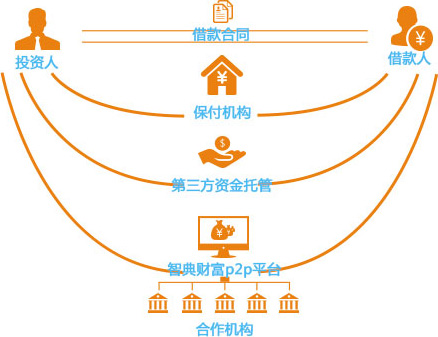 借款合同
投资人
借款人
保付机构
第三方资金托管
智典财富p2p平台
合作机构